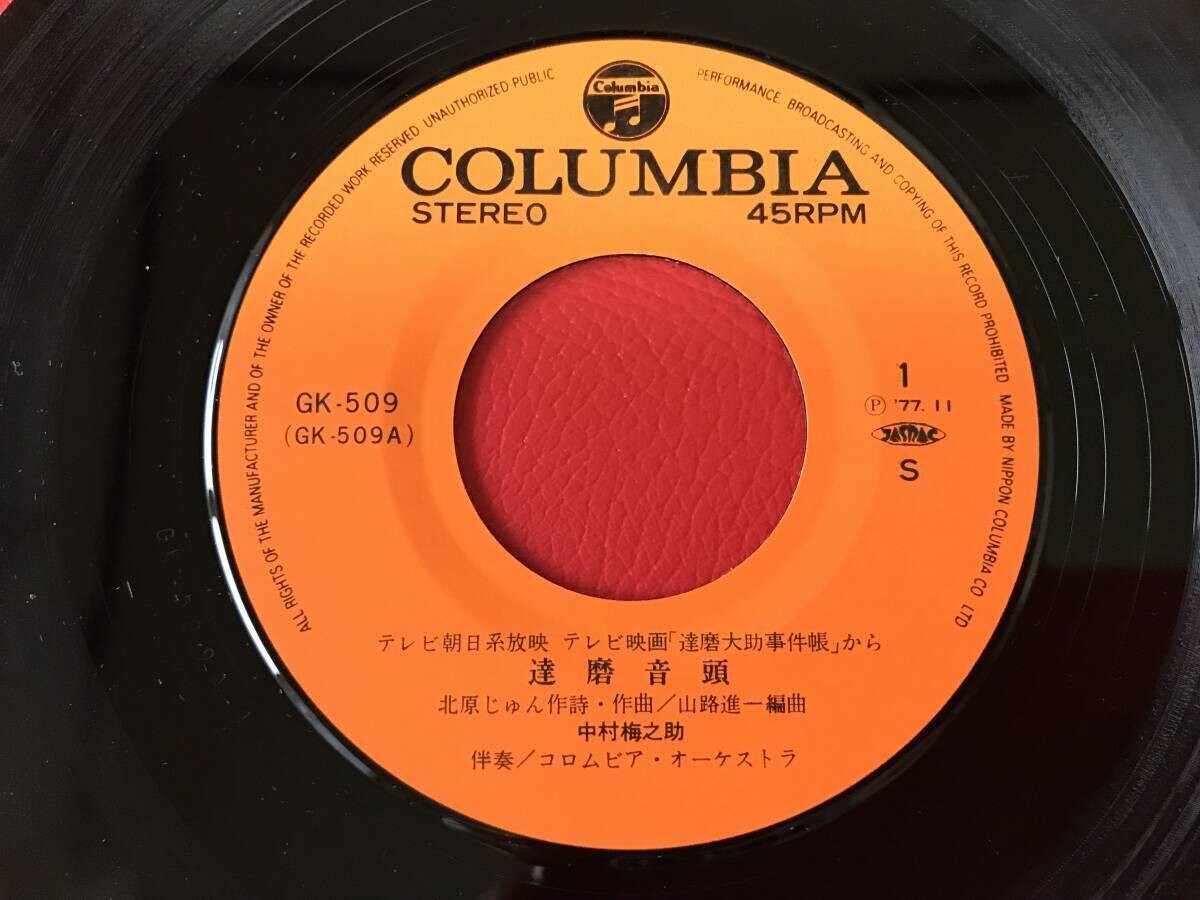 Columbia
COLUMBIA
STEREO 45RPM
ALL RIGHTS OF THE MANUFACTURER AND OF THE OWNER OF THE RECORDED WORK RESERVED UNAUTHORIZED PUBLIC PERFORMANCE. BROADCASTING AND COPYING OF THIS RECORD PROHIBITED MADE BY NIPPON COLUMBIA CO LTD
GK-509
(GK-509A)
1
Ⓟ '77. 11
JASRAC
S
テレビ朝日系放映 テレビ映画「達磨大助事件帳」から
達磨音頭
北原じゅん作詩・作曲/山路進一編曲
中村梅之助
伴奏/コロムビア・オーケストラ